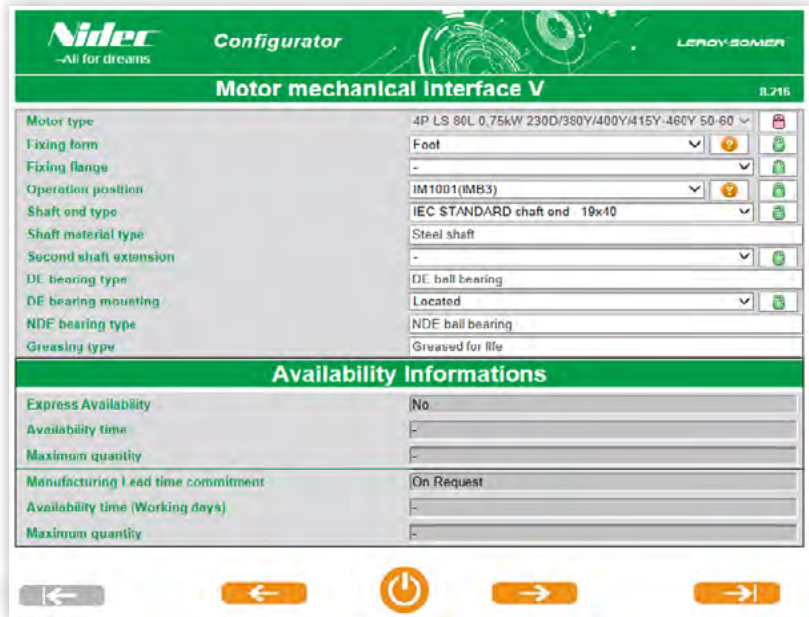 Nidec
Configurator
LEROY-SOMER
–All for dreams
Motor mechanical interface V
8.216
Motor type 4P LS 80L 0,75kW 230D/380Y/400Y/415Y-460Y 50-60
Fixing form Foot
Fixing flange -
Operation position IM1001(IMB3)
Shaft end type IEC STANDARD chaft end - 19x40
Shaft material type Steel shaft
Second shaft extension -
DE bearing type DE ball bearing
DE bearing mounting Located
NDE bearing type NDE ball bearing
Greasing type Greased for life
Availability Informations
Express Availability No
Availability time -
Maximum quantity -
Manufacturing Lead time commitment On Request
Availability time (Working days) -
Maximum quantity -